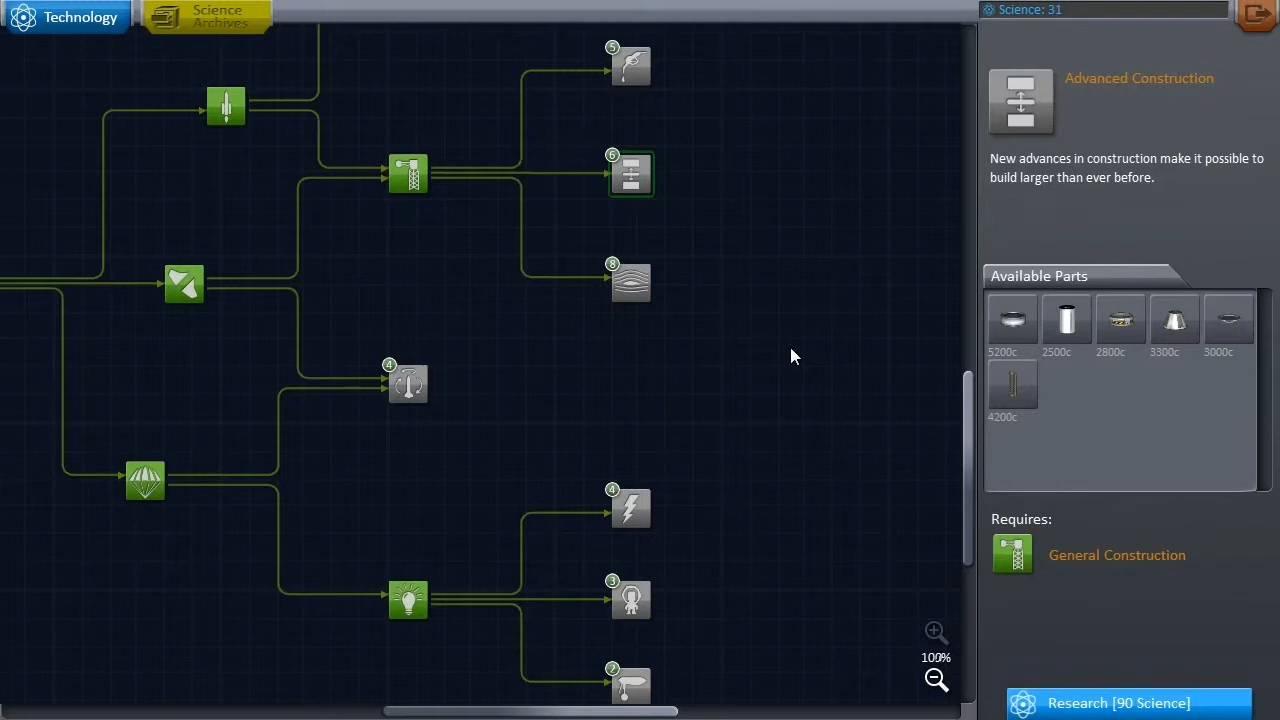 Technology
Science
Archives
Science: 31
Advanced Construction
New advances in construction make it possible to
build larger than ever before.
Available Parts
5200c
2500c
2800c
3300c
3000c
4200c
Requires:
General Construction
Research [90 Science]
5
6
8
4
4
3
2
100%